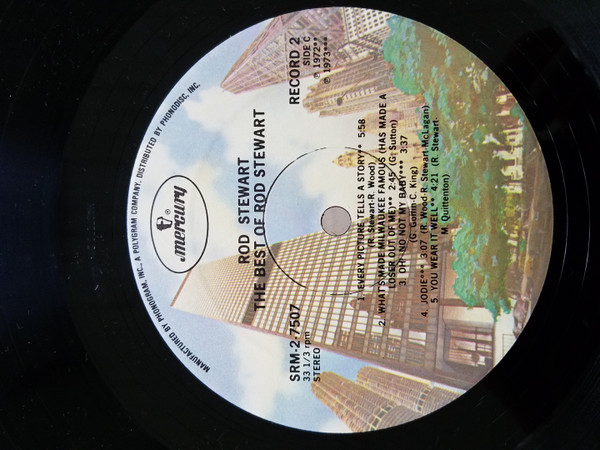 MANUFACTURED BY PHONOGRAM, INC., A POLYGRAM COMPANY. DISTRIBUTED BY PHONODISC, INC.
mercury
ROD STEWART
THE BEST OF ROD STEWART
SRM-2-7507
33 1/3 rpm
STEREO
RECORD 2
SIDE C
℗ 1972**
℗ 1973***
1. EVERY PICTURE TELLS A STORY** 5:58
(R. Stewart-R. Wood)
2. WHAT'S MADE MILWAUKEE FAMOUS (HAS MADE A
LOSER OUT OF ME)** 2:45 (G. Sutton)
3. OH! NO NOT MY BABY*** 3:37
(G. Goffin-C. King)
4. JODIE*** 3:07 (R. Wood-R. Stewart-McLagan)
5. YOU WEAR IT WELL** 4:21 (R. Stewart-
M. Quittenton)